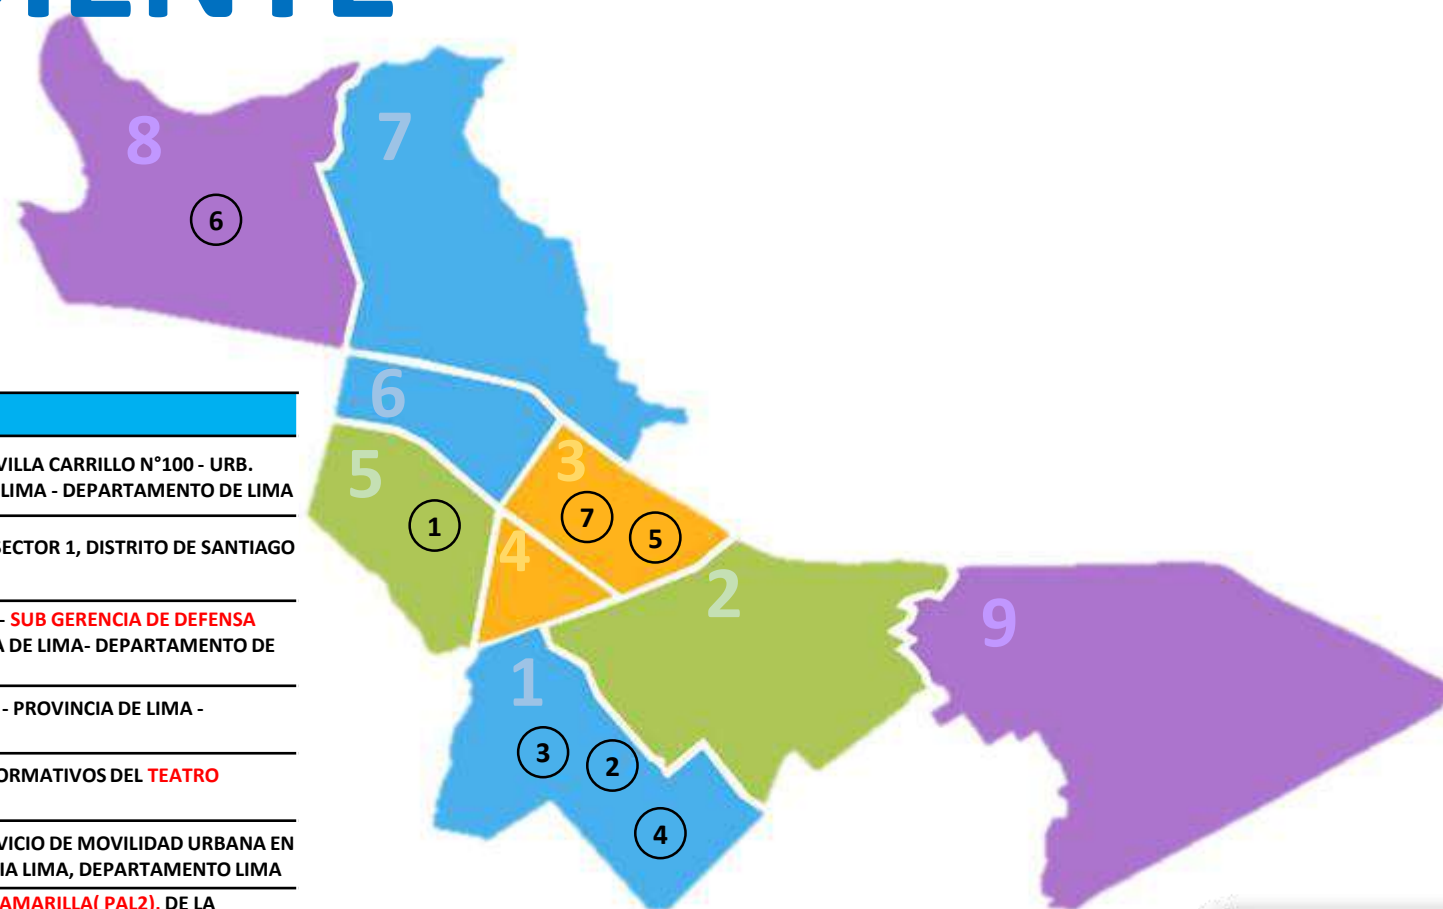 MIENTE
8
7
6
6
5
3
1
7
5
4
2
9
1
3
2
4
VILLA CARRILLO N°100 - URB.
LIMA - DEPARTAMENTO DE LIMA
SECTOR 1, DISTRITO DE SANTIAGO
- SUB GERENCIA DE DEFENSA
A DE LIMA- DEPARTAMENTO DE
- PROVINCIA DE LIMA -
ORMATIVOS DEL TEATRO
VICIO DE MOVILIDAD URBANA EN
IA LIMA, DEPARTAMENTO LIMA
AMARILLA( PAL2), DE LA